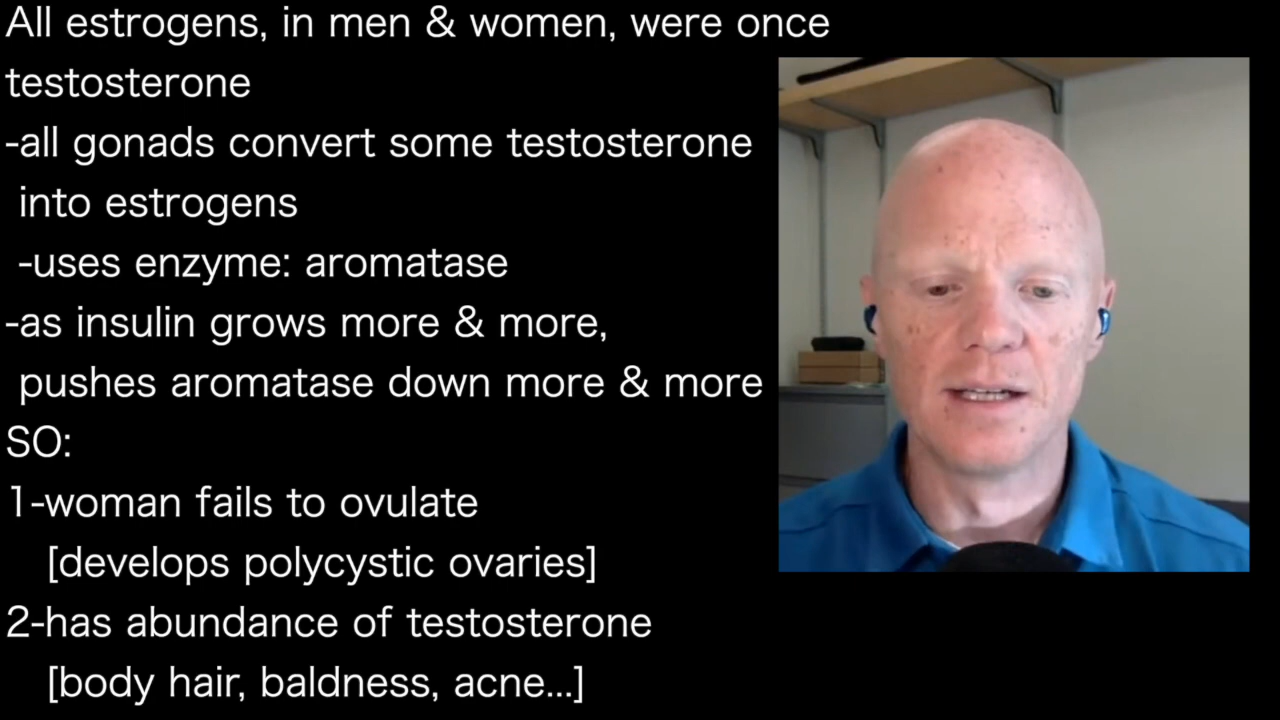 All estrogens, in men & women, were once
testosterone
-all gonads convert some testosterone
into estrogens
-uses enzyme: aromatase
-as insulin grows more & more,
pushes aromatase down more & more
SO:
1-woman fails to ovulate
[develops polycystic ovaries]
2-has abundance of testosterone
[body hair, baldness, acne...]